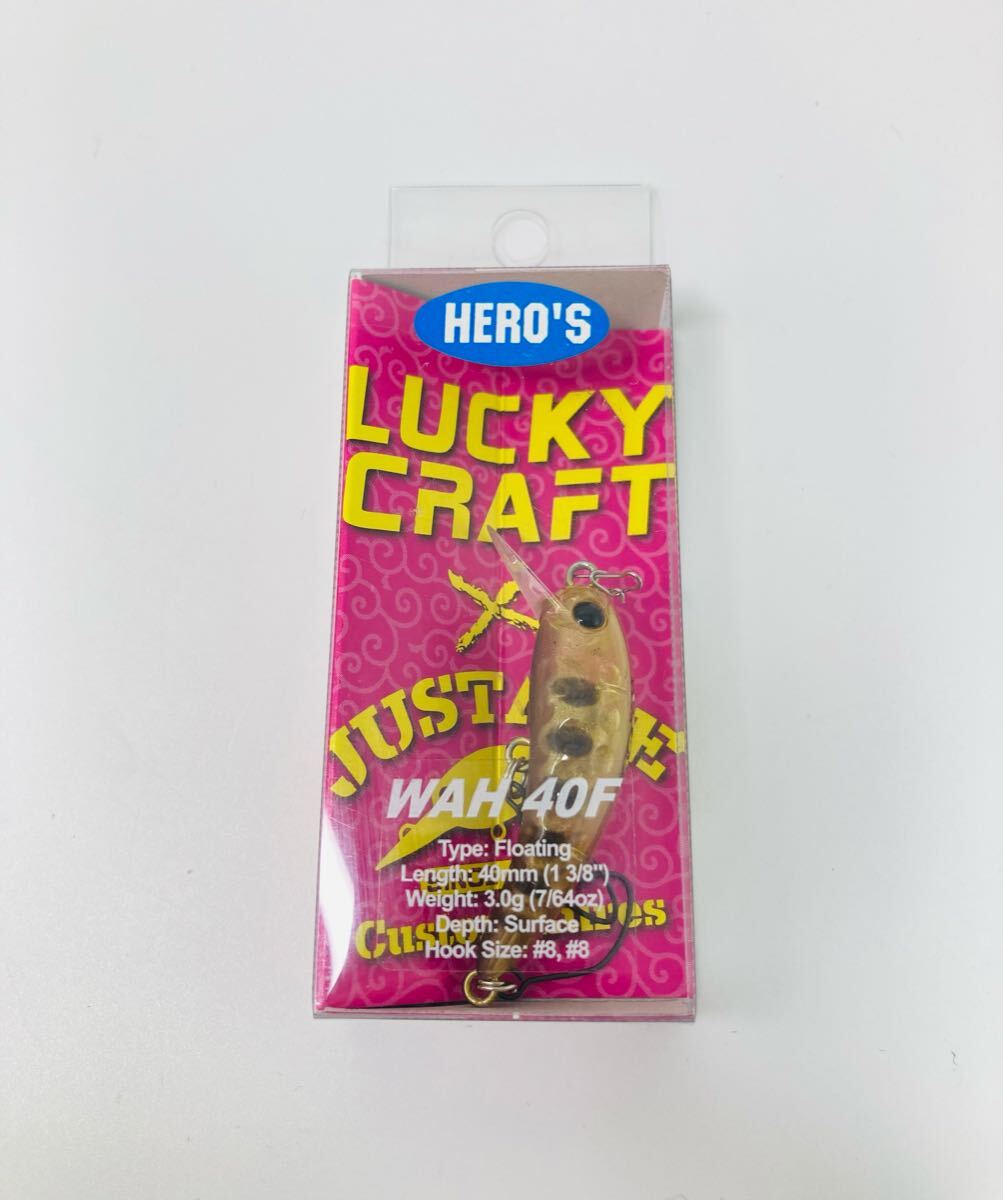 HERO'S
LUCKY
CRAFT
X
WAH 40F
Type: Floating
Length: 40mm (1 3/8")
Weight: 3.0g (7/64oz)
Depth: Surface
Hook Size: #8, #8